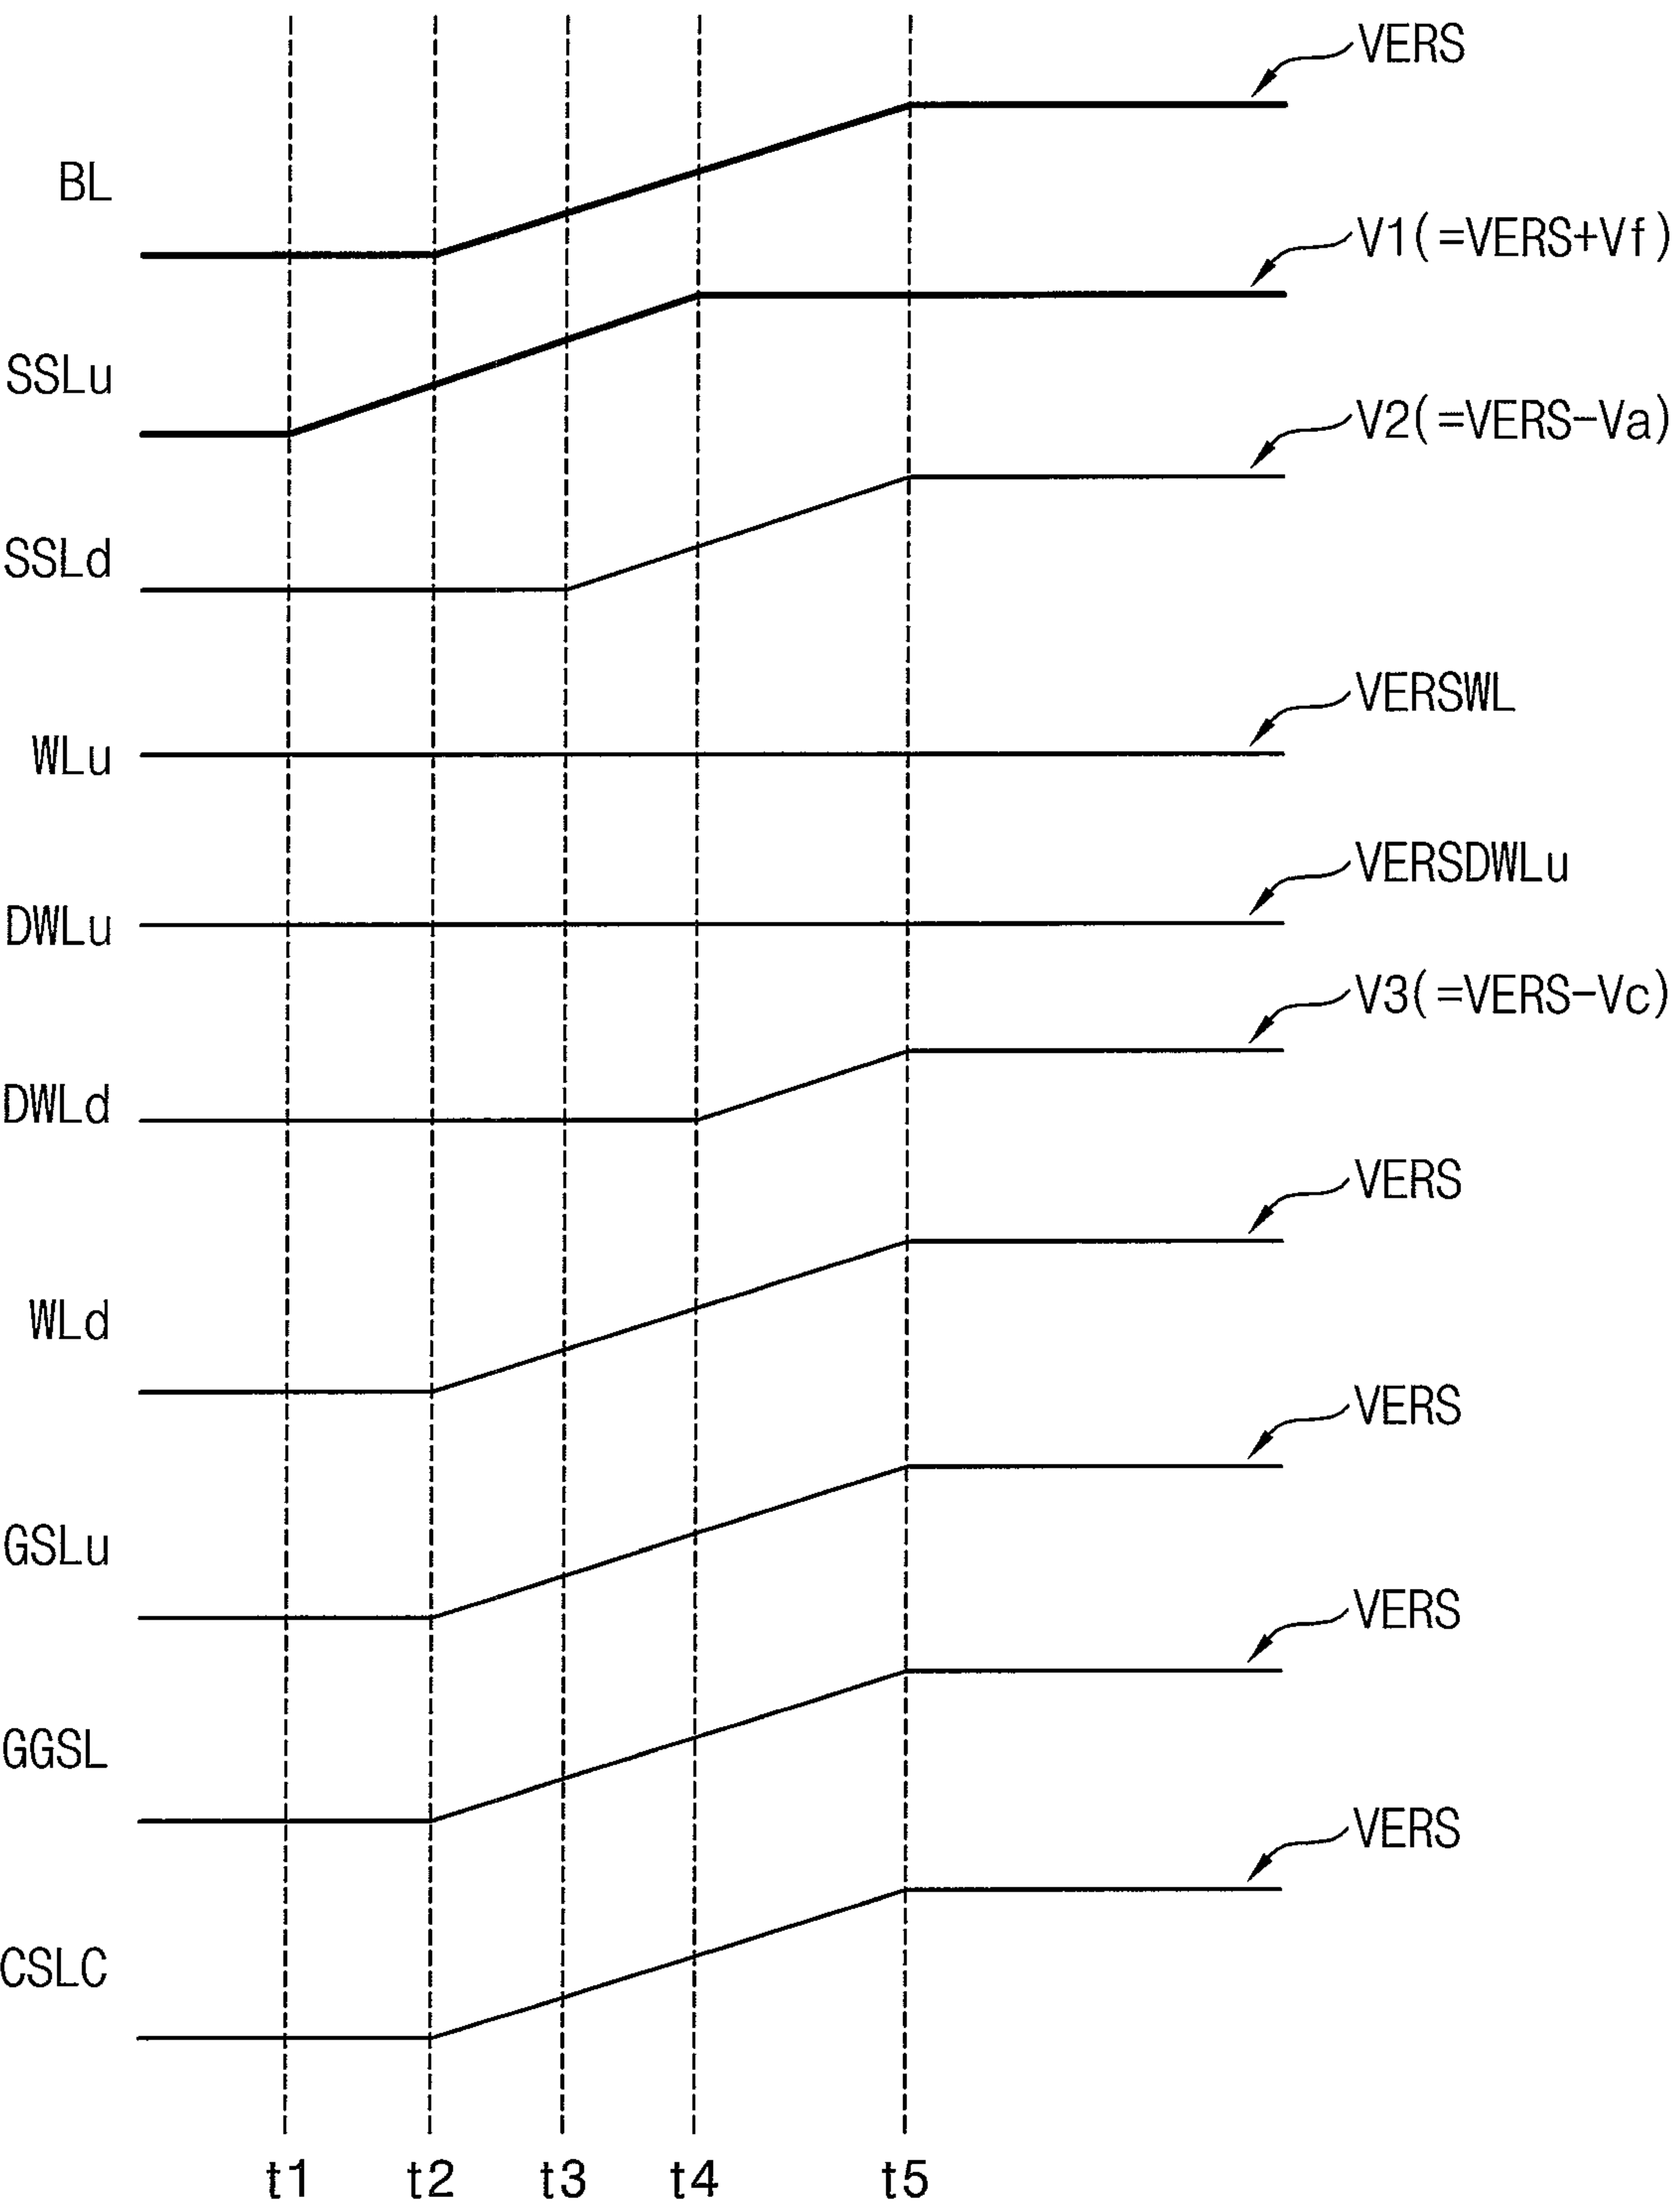 VERS
BL
V1(=VERS+Vf)
SSLu
V2(=VERS-Va)
SSLd
VERSWL
WLu
VERSDWLu
DWLu
V3(=VERS-Vc)
DWLd
VERS
WLd
VERS
GSLu
VERS
GGSL
VERS
CSLC
t1 t2 t3 t4 t5